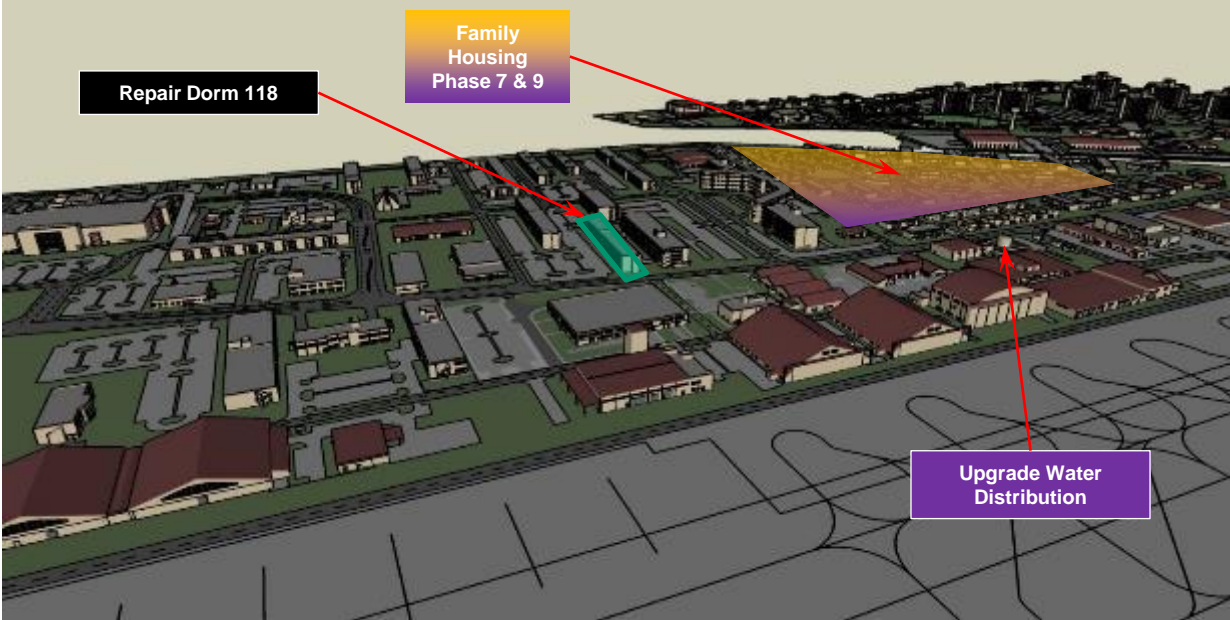 Family
Housing
Phase 7 & 9
Repair Dorm 118
Upgrade Water
Distribution